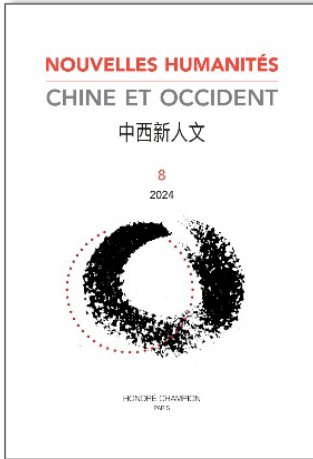 NOUVELLES HUMANITÉS
CHINE ET OCCIDENT
中西新人文
8
2024
HONORÉ CHAMPION
PARIS